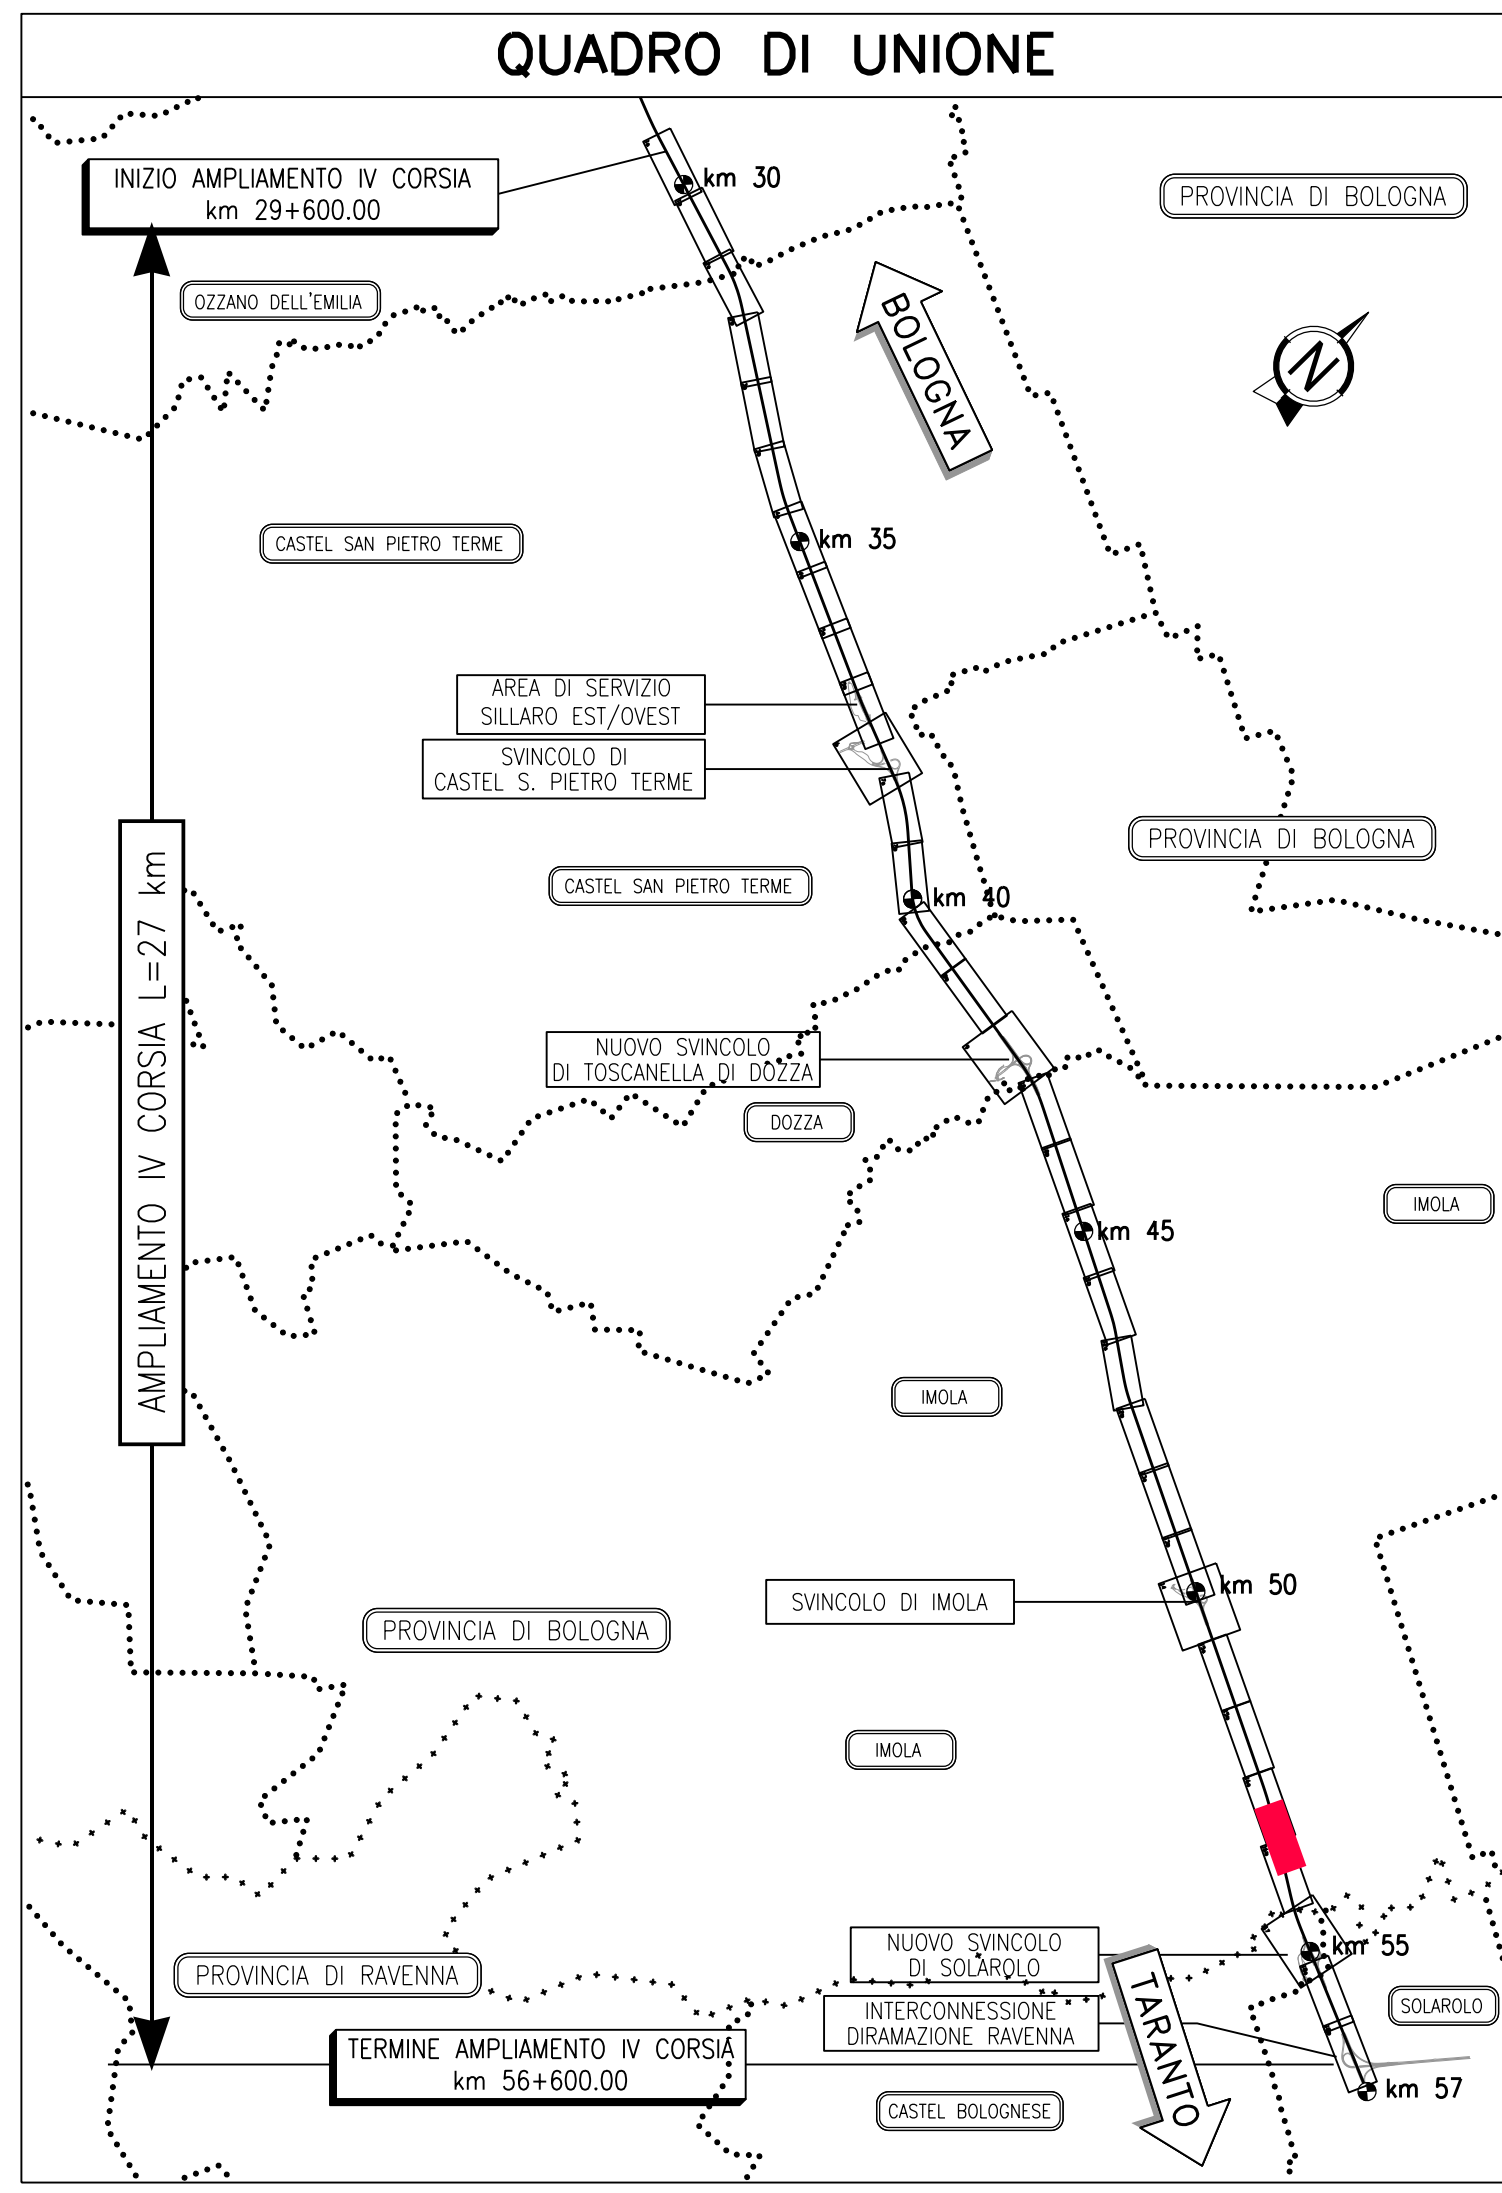 QUADRO DI UNIONE
INIZIO AMPLIAMENTO IV CORSIA
km 29+600.00
km 30
PROVINCIA DI BOLOGNA
OZZANO DELL'EMILIA
BOLOGNA
N
CASTEL SAN PIETRO TERME
km 35
AREA DI SERVIZIO
SILLARO EST/OVEST
SVINCOLO DI
CASTEL S. PIETRO TERME
PROVINCIA DI BOLOGNA
CASTEL SAN PIETRO TERME
km 40
AMPLIAMENTO IV CORSIA L=27 km
NUOVO SVINCOLO
DI TOSCANELLA DI DOZZA
DOZZA
IMOLA
km 45
IMOLA
km 50
SVINCOLO DI IMOLA
PROVINCIA DI BOLOGNA
IMOLA
NUOVO SVINCOLO
DI SOLAROLO
km 55
PROVINCIA DI RAVENNA
SOLAROLO
INTERCONNESSIONE
DIRAMAZIONE RAVENNA
TARANTO
TERMINE AMPLIAMENTO IV CORSIA
km 56+600.00
km 57
CASTEL BOLOGNESE